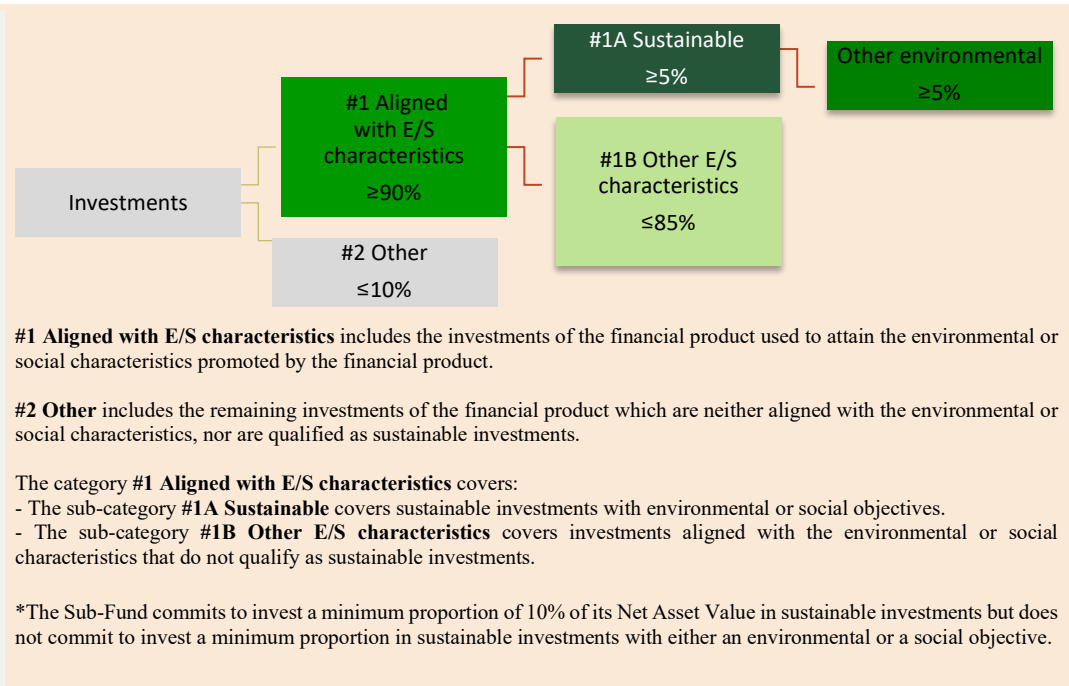 #1A Sustainable
≥5%
Other environmental
≥5%
#1 Aligned
with E/S
characteristics
≥90%
#1B Other E/S
characteristics
≤85%
Investments
#2 Other
≤10%
#1 Aligned with E/S characteristics includes the investments of the financial product used to attain the environmental or
social characteristics promoted by the financial product.
#2 Other includes the remaining investments of the financial product which are neither aligned with the environmental or
social characteristics, nor are qualified as sustainable investments.
The category #1 Aligned with E/S characteristics covers:
- The sub-category #1A Sustainable covers sustainable investments with environmental or social objectives.
- The sub-category #1B Other E/S characteristics covers investments aligned with the environmental or social
characteristics that do not qualify as sustainable investments.
*The Sub-Fund commits to invest a minimum proportion of 10% of its Net Asset Value in sustainable investments but does
not commit to invest a minimum proportion in sustainable investments with either an environmental or a social objective.